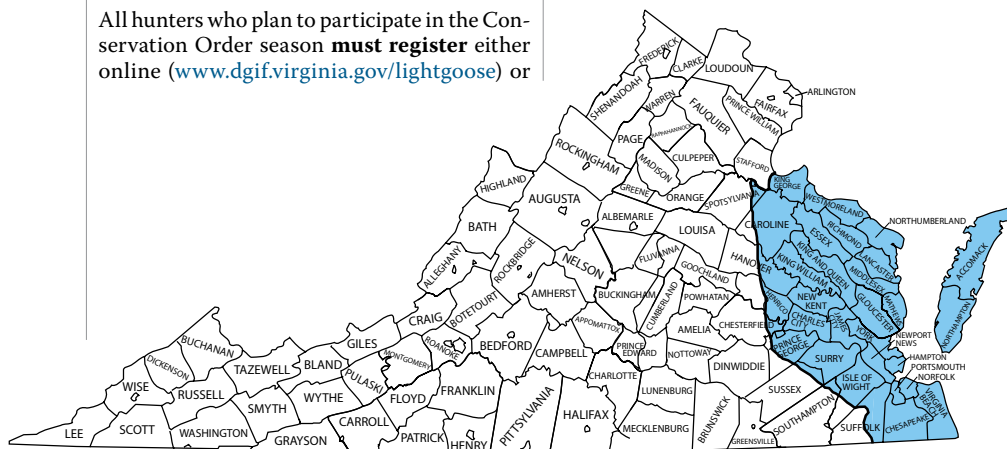 All hunters who plan to participate in the Con-
servation Order season must register either
online (www.dgif.virginia.gov/lightgoose) or
FREDERICK
CLARKE
LOUDOUN
ARLINGTON
SHENANDOAH
WARREN
FAUQUIER
PRINCE WILLIAM
FAIRFAX
PAGE
RAPPAHANNOCK
ROCKINGHAM
MADISON
CULPEPER
STAFFORD
KING
GEORGE
HIGHLAND
AUGUSTA
GREENE
ORANGE
SPOTSYLVANIA
WESTMORELAND
NORTHUMBERLAND
BATH
ALBEMARLE
LOUISA
CAROLINE
ESSEX
RICHMOND
ACCOMACK
ALLEGHANY
ROCKBRIDGE
NELSON
FLUVANNA
GOOCHLAND
HANOVER
KING WILLIAM
KING AND QUEEN
LANCASTER
MIDDLESEX
MATHEWS
CRAIG
BOTETOURT
AMHERST
BUCKINGHAM
CUMBERLAND
POWHATAN
HENRICO
NEW
KENT
GLOUCESTER
NORTHAMPTON
GILES
ROANOKE
BEDFORD
APPOMATTOX
AMELIA
CHESTERFIELD
CHARLES
CITY
JAMES
CITY
YORK
NEWPORT
NEWS
BUCHANAN
DICKENSON
TAZEWELL
BLAND
MONTGOMERY
CAMPBELL
PRINCE
EDWARD
NOTTOWAY
DINWIDDIE
PRINCE
GEORGE
SURRY
HAMPTON
PORTSMOUTH
NORFOLK
WISE
RUSSELL
SMYTH
WYTHE
PULASKI
FLOYD
FRANKLIN
CHARLOTTE
LUNENBURG
SUSSEX
ISLE OF
WIGHT
VIRGINIA
BEACH
LEE
SCOTT
WASHINGTON
GRAYSON
CARROLL
PATRICK
HENRY
PITTSYLVANIA
HALIFAX
MECKLENBURG
BRUNSWICK
GREENSVILLE
SOUTHAMPTON
SUFFOLK
CHESAPEAKE